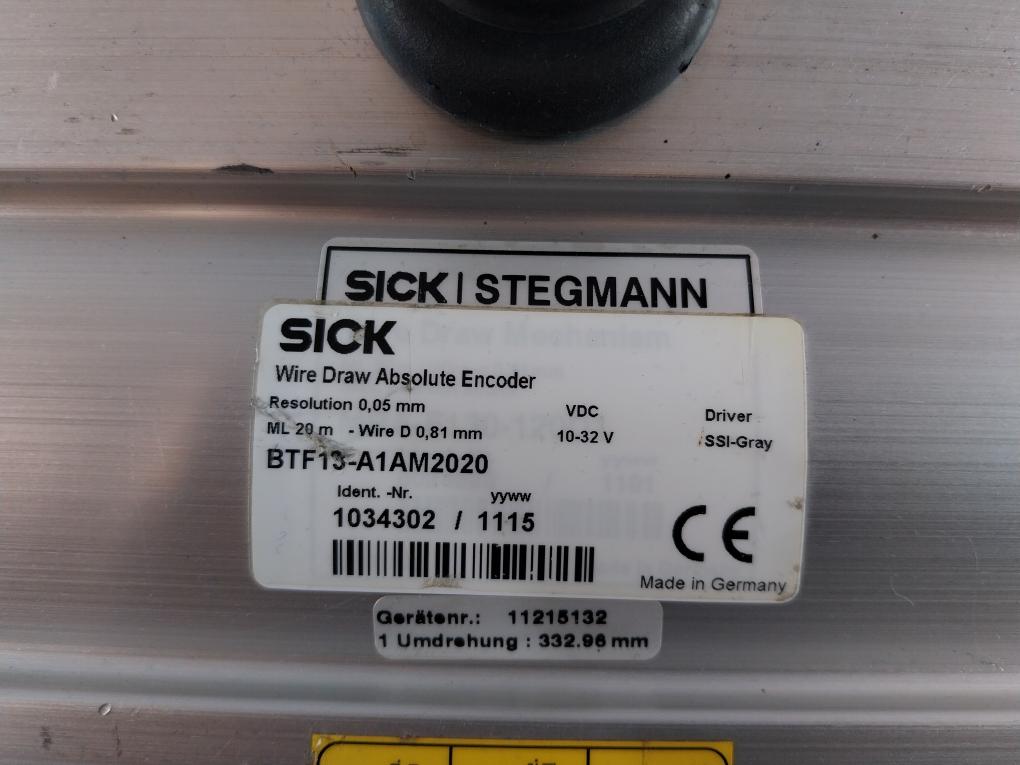 SICK | STEGMANN
SICK
Wire Draw Absolute Encoder
Resolution 0,05 mm VDC Driver
ML 20 m - Wire D 0,81 mm 10-32 V SSI-Gray
BTF13-A1AM2020
Ident. -Nr. yyww
1034302 / 1115
CE
Made in Germany
Gerätenr.: 11215132
1 Umdrehung : 332.96 mm